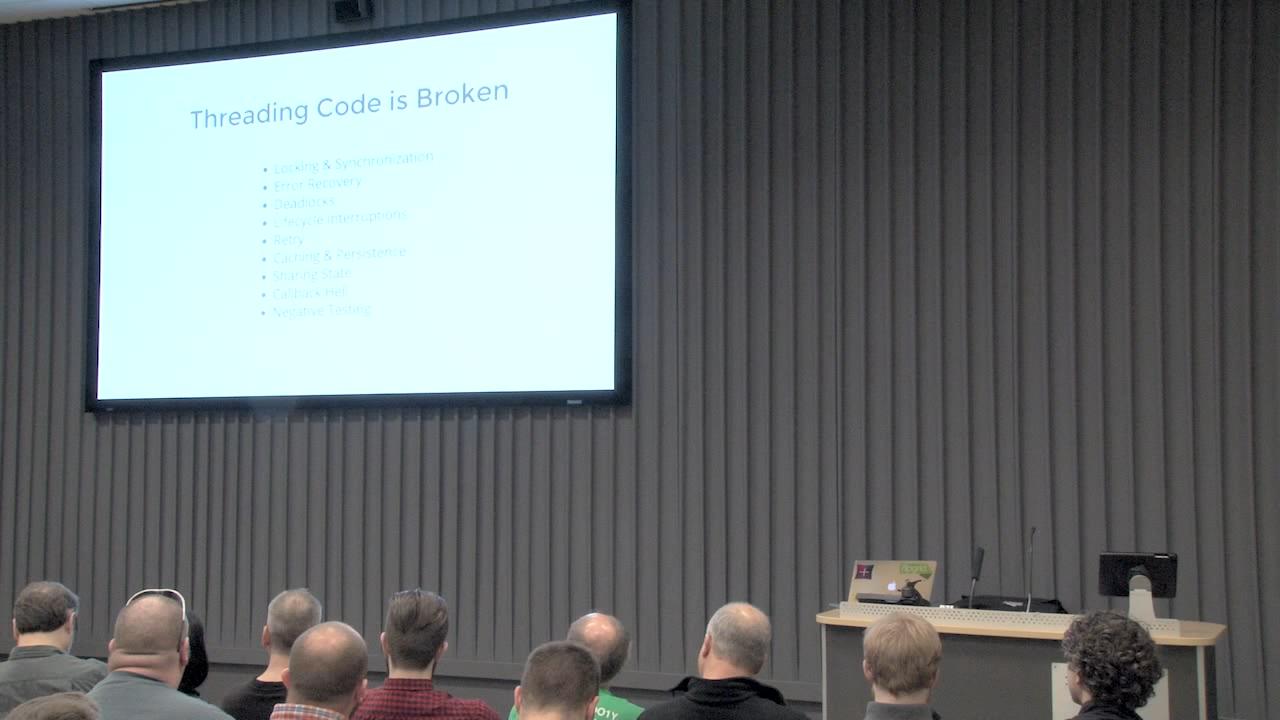 Threading Code is Broken
Locking & Synchronization
Error Recovery
Deadlocks
Lifecycle Interruptions
Retry
Caching & Persistence
Sharing State
Callback Hell
Negative Testing